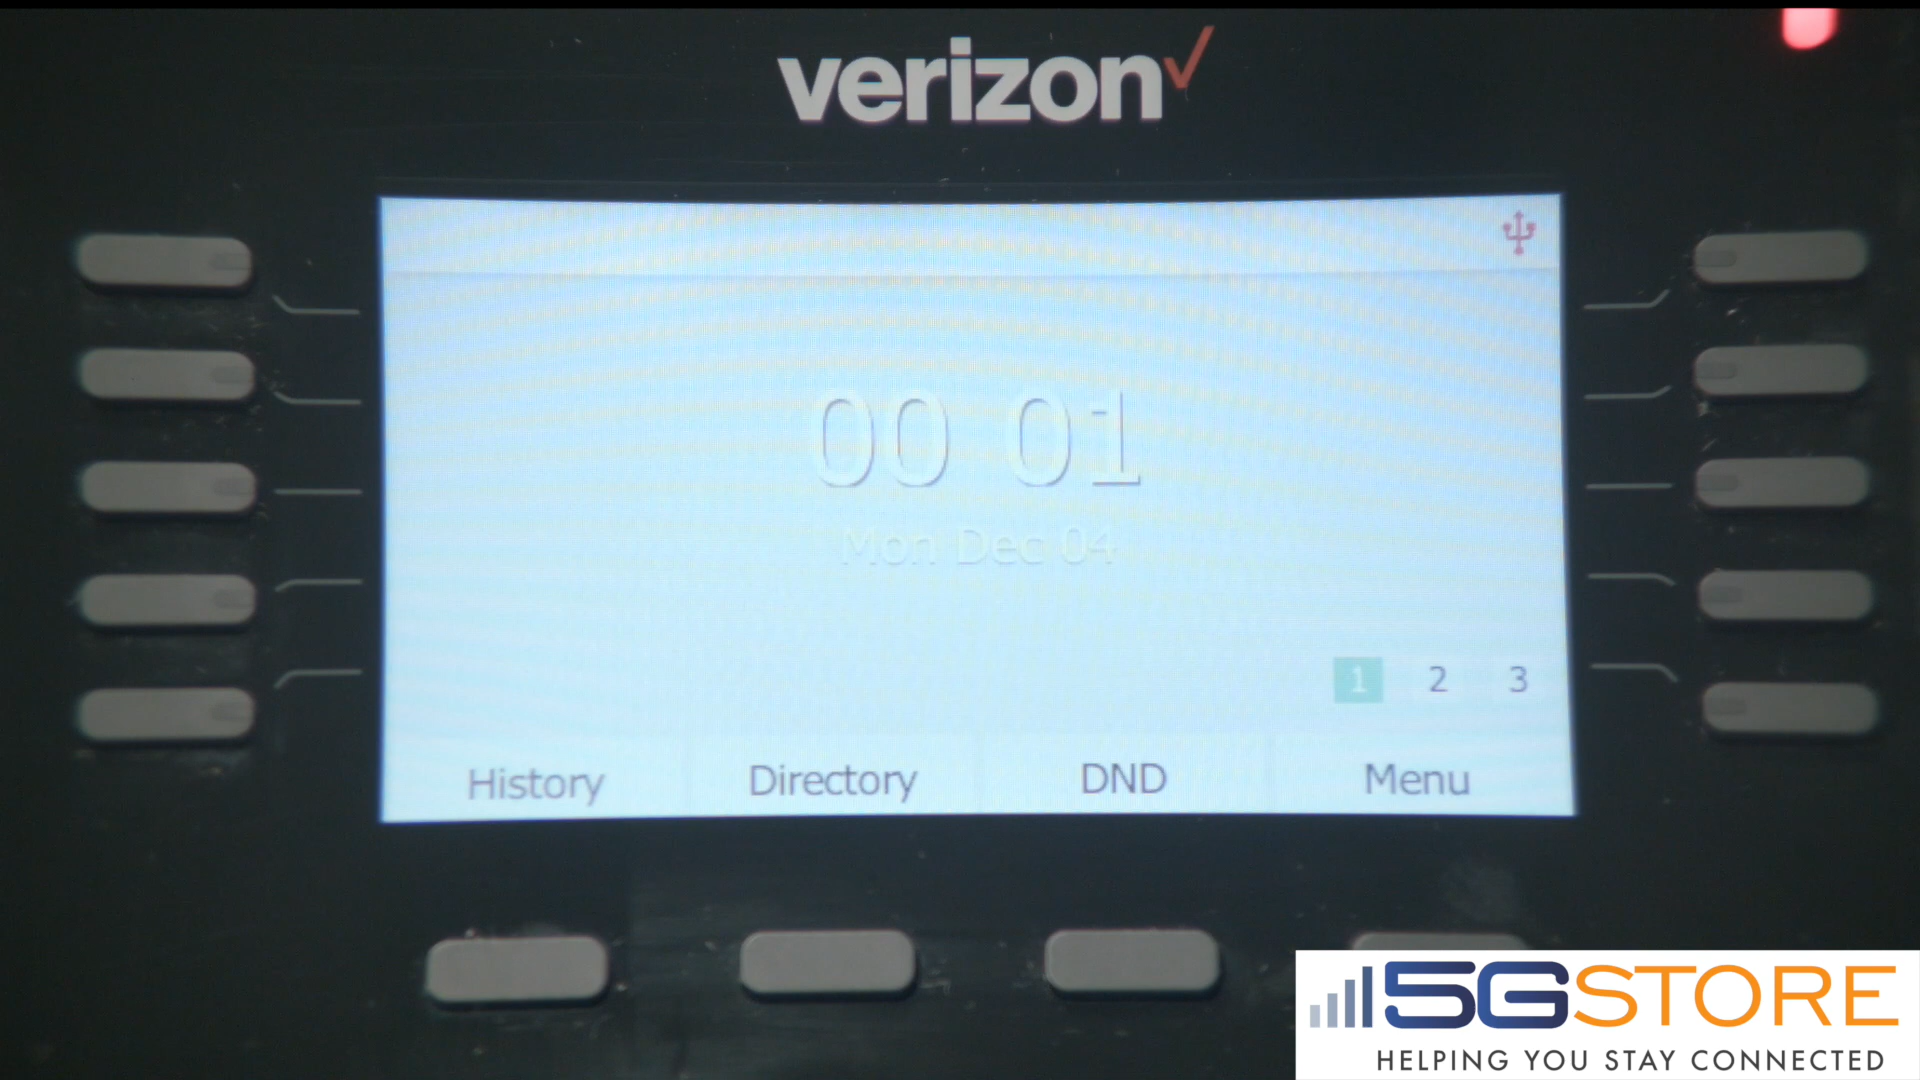 verizon
00 01
Mon Dec 04
1 2 3
History Directory DND Menu
5GSTORE
HELPING YOU STAY CONNECTED